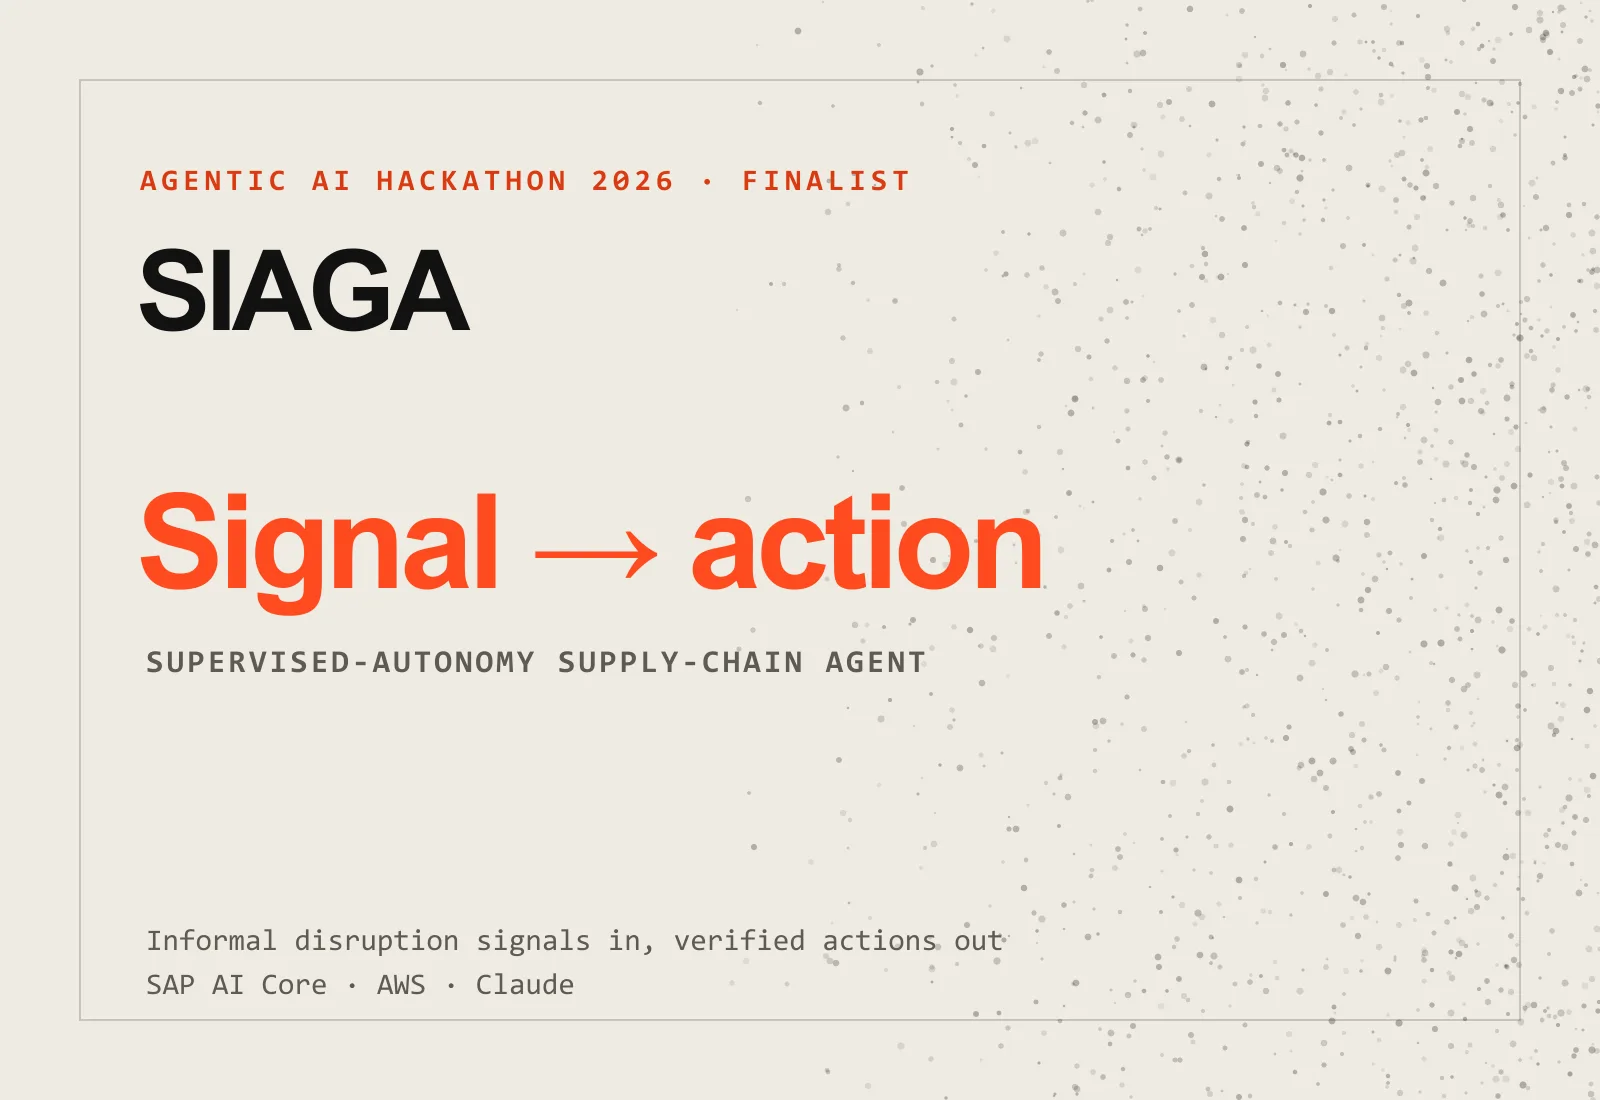 AGENTIC AI HACKATHON 2026 · FINALIST
SIAGA
Signal → action
SUPERVISED-AUTONOMY SUPPLY-CHAIN AGENT
Informal disruption signals in, verified actions out
SAP AI Core · AWS · Claude